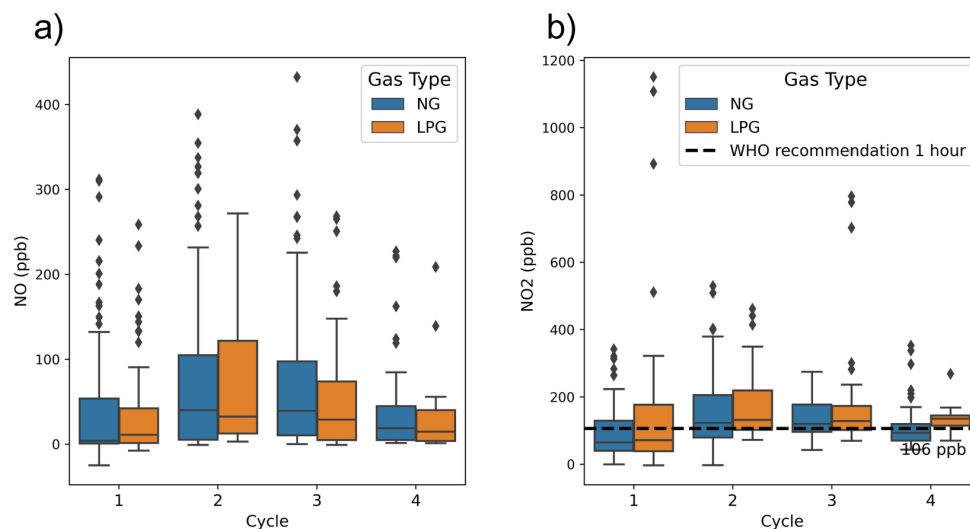 a)
Gas Type
NG
LPG
400
300
200
100
0
NO (ppb)
1 2 3 4
Cycle
b)
Gas Type
NG
LPG
WHO recommendation 1 hour
1200
1000
800
600
400
200
0
NO2 (ppb)
106 ppb
1 2 3 4
Cycle